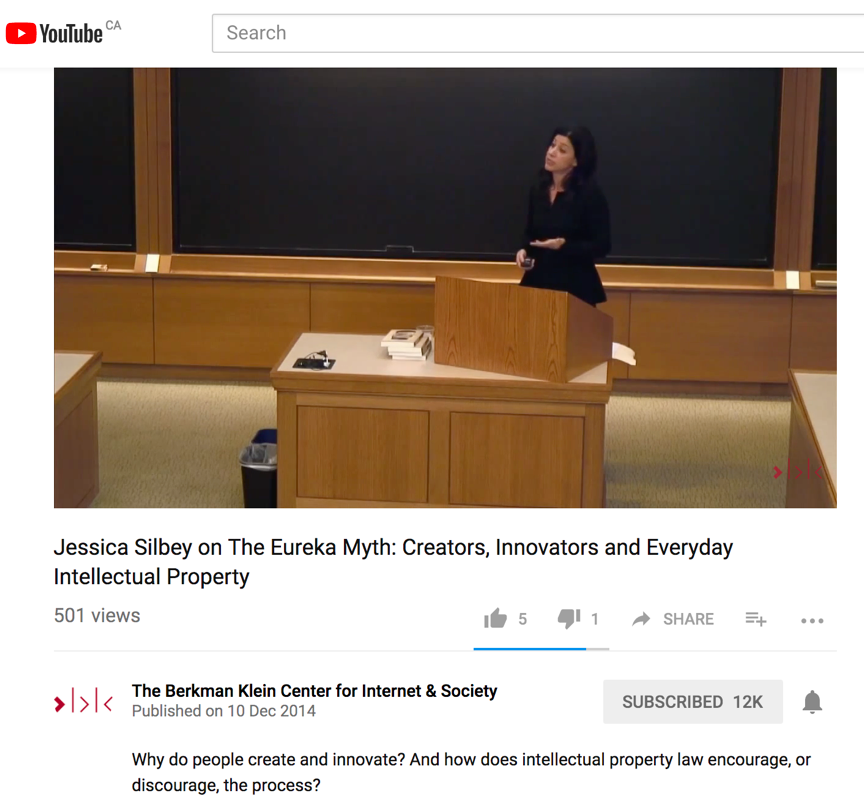 YouTube CA
Search
Jessica Silbey on The Eureka Myth: Creators, Innovators and Everyday
Intellectual Property
501 views
5
1
SHARE
The Berkman Klein Center for Internet & Society
Published on 10 Dec 2014
SUBSCRIBED 12K
Why do people create and innovate? And how does intellectual property law encourage, or
discourage, the process?